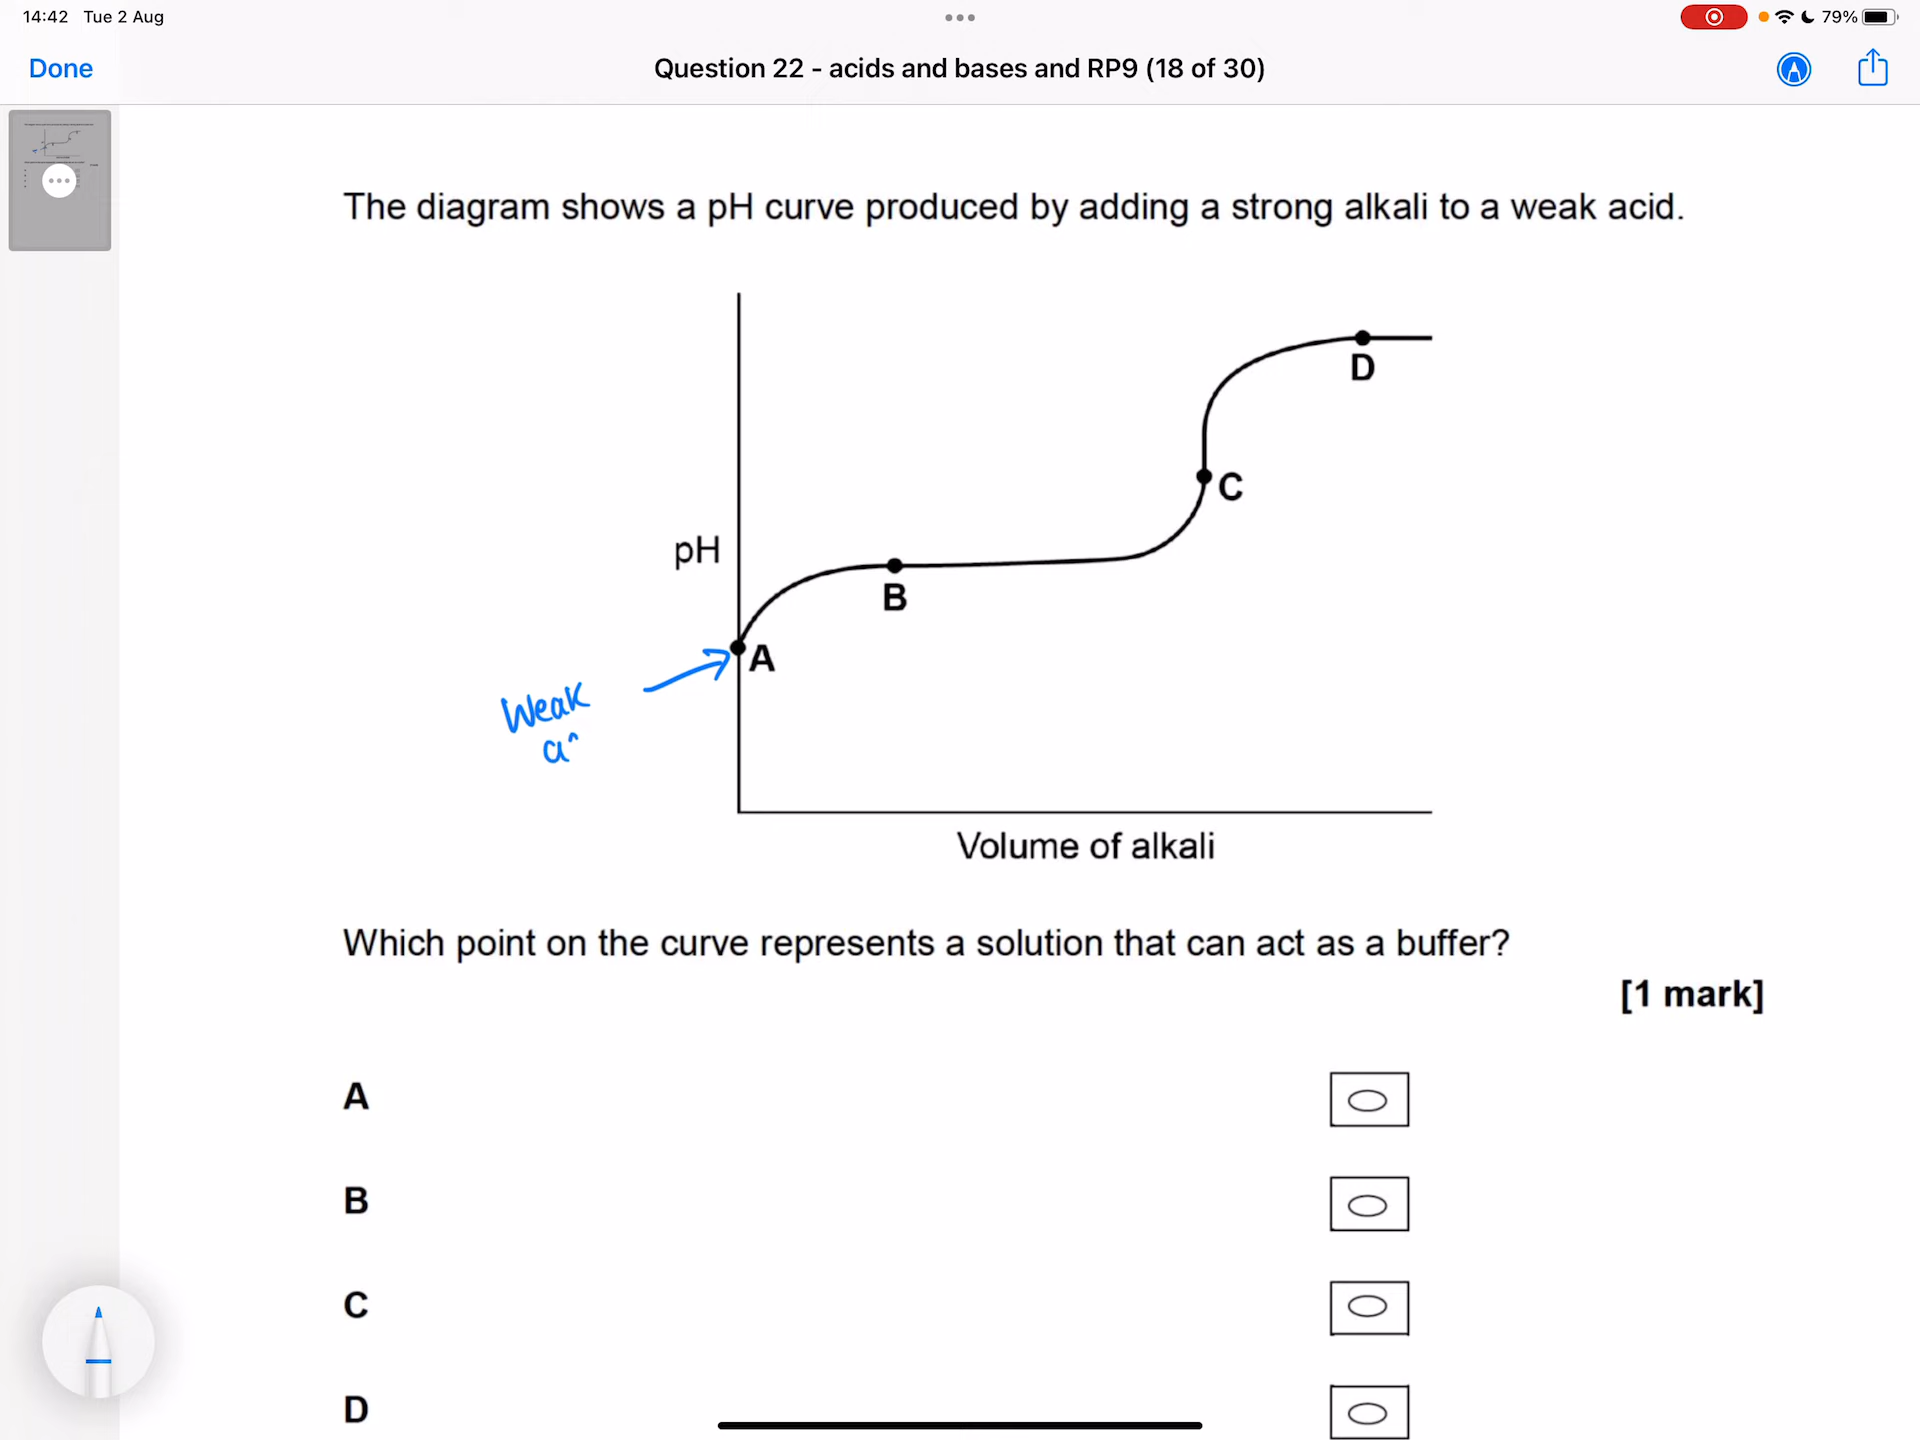 14:42 Tue 2 Aug
79%
Done
Question 22 - acids and bases and RP9 (18 of 30)
The diagram shows a pH curve produced by adding a strong alkali to a weak acid.
D
C
pH
B
A
Weak
a
Volume of alkali
Which point on the curve represents a solution that can act as a buffer?
[1 mark]
A
B
C
D